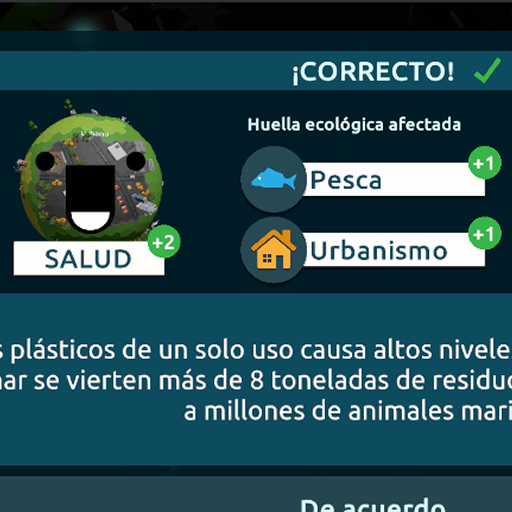 ¡CORRECTO!
Urbano
Huella ecológica afectada
+1
Pesca
+2
SALUD
+1
Urbanismo
plásticos de un solo uso causa altos nivele
se vierten más de 8 toneladas de residuo
a millones de animales mari
De acuerdo